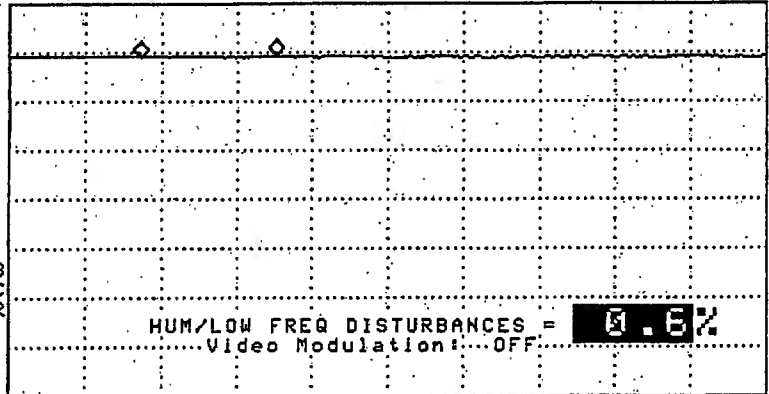 HUM/LOW FREQ DISTURBANCES = 0.6%
Video Modulation: OFF